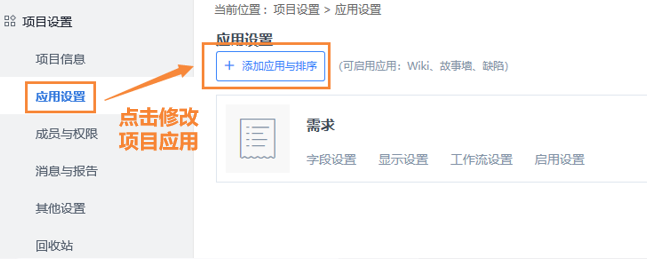 当前位置：项目设置 > 应用设置
项目设置
项目信息
应用设置
成员与权限
消息与报告
其他设置
回收站
应用设置
+ 添加应用与排序 (可启用应用：Wiki、故事墙、缺陷)
点击修改
项目应用
需求
字段设置 显示设置 工作流设置 启用设置